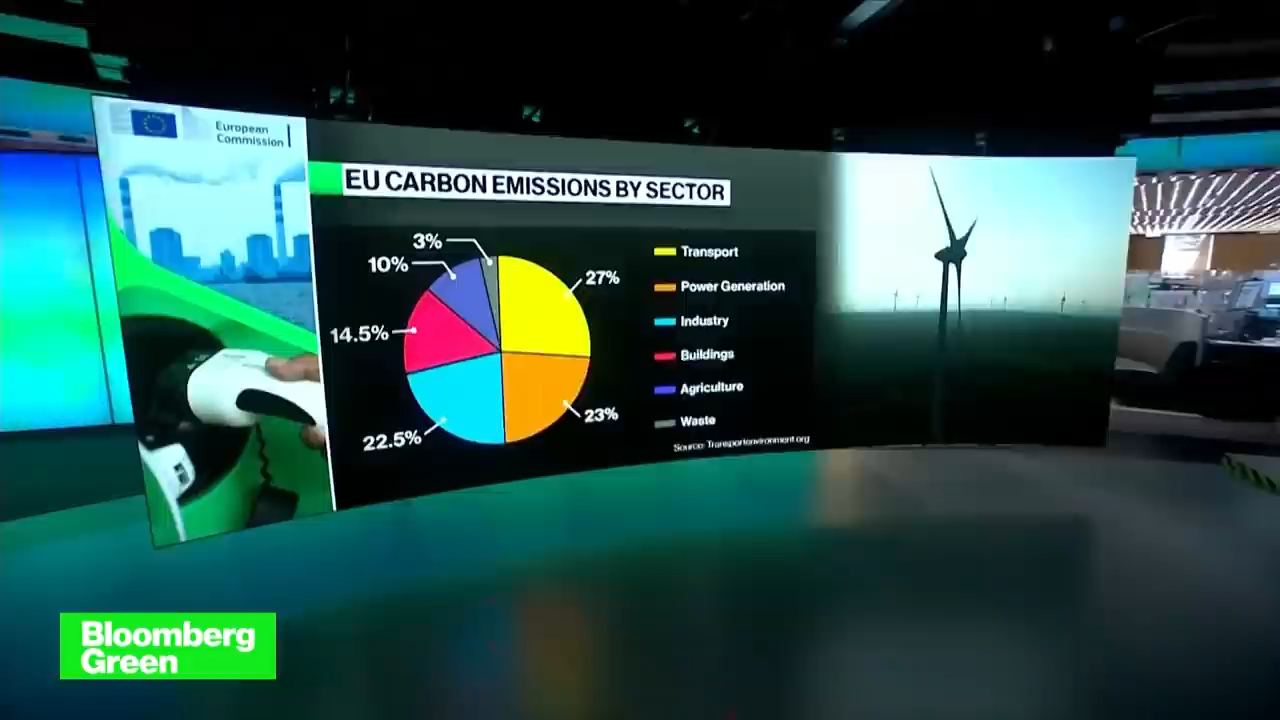 European
Commission
EU CARBON EMISSIONS BY SECTOR
3%
10%
14.5%
22.5%
27%
23%
Transport
Power Generation
Industry
Buildings
Agriculture
Waste
Source: Transportenvironment.org
Bloomberg
Green